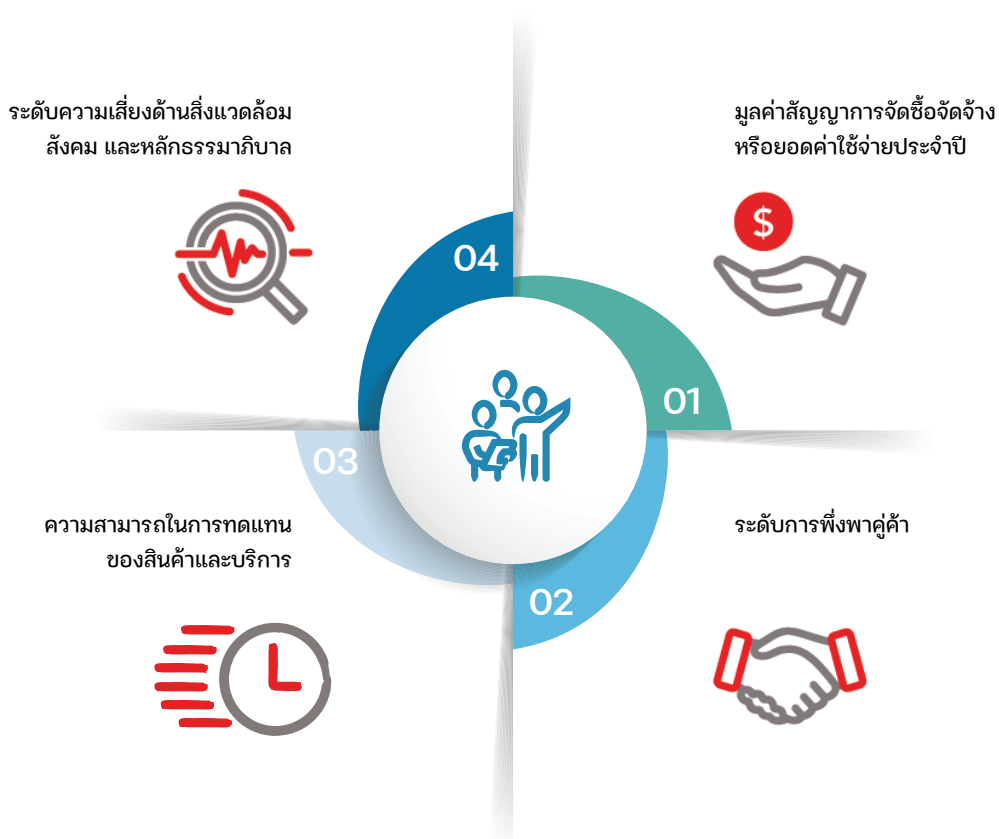 ระดับความเสี่ยงด้านสิ่งแวดล้อม
สังคม และหลักธรรมาภิบาล
มูลค่าสัญญาการจัดซื้อจัดจ้าง
หรือยอดค่าใช้จ่ายประจำปี
$
04
01
03
02
ความสามารถในการทดแทน
ของสินค้าและบริการ
ระดับการพึ่งพาคู่ค้า